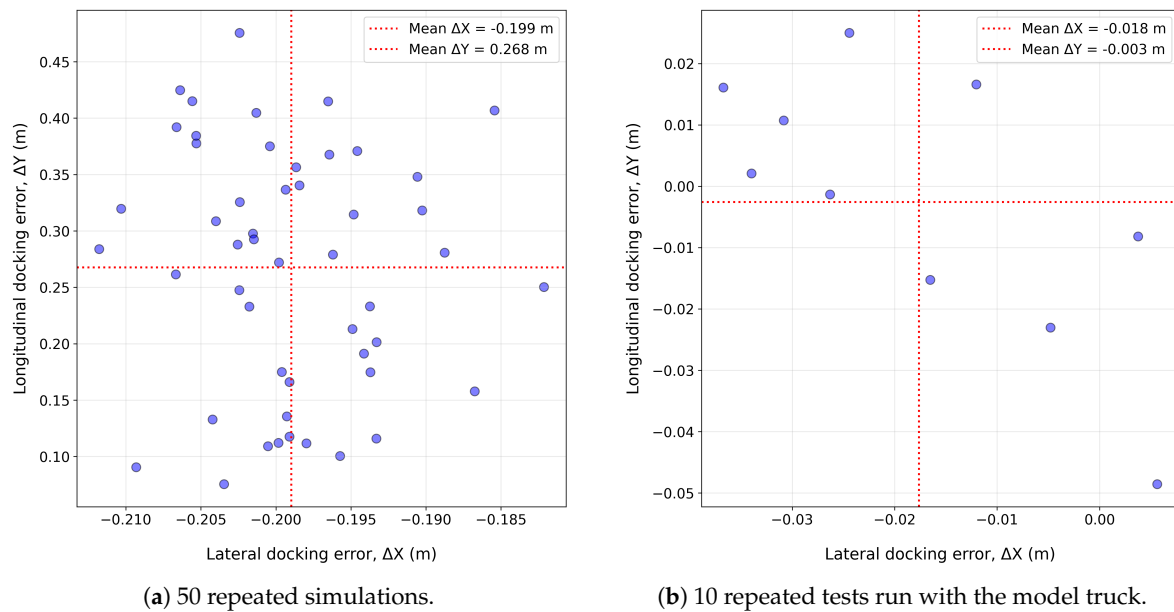 Mean ΔX = -0.199 m
Mean ΔY = 0.268 m
Longitudinal docking error, ΔY (m)
0.45
0.40
0.35
0.30
0.25
0.20
0.15
0.10
−0.210 −0.205 −0.200 −0.195 −0.190 −0.185
Lateral docking error, ΔX (m)
(a) 50 repeated simulations.
Mean ΔX = -0.018 m
Mean ΔY = -0.003 m
Longitudinal docking error, ΔY (m)
0.02
0.01
0.00
−0.01
−0.02
−0.03
−0.04
−0.05
−0.03 −0.02 −0.01 0.00
Lateral docking error, ΔX (m)
(b) 10 repeated tests run with the model truck.